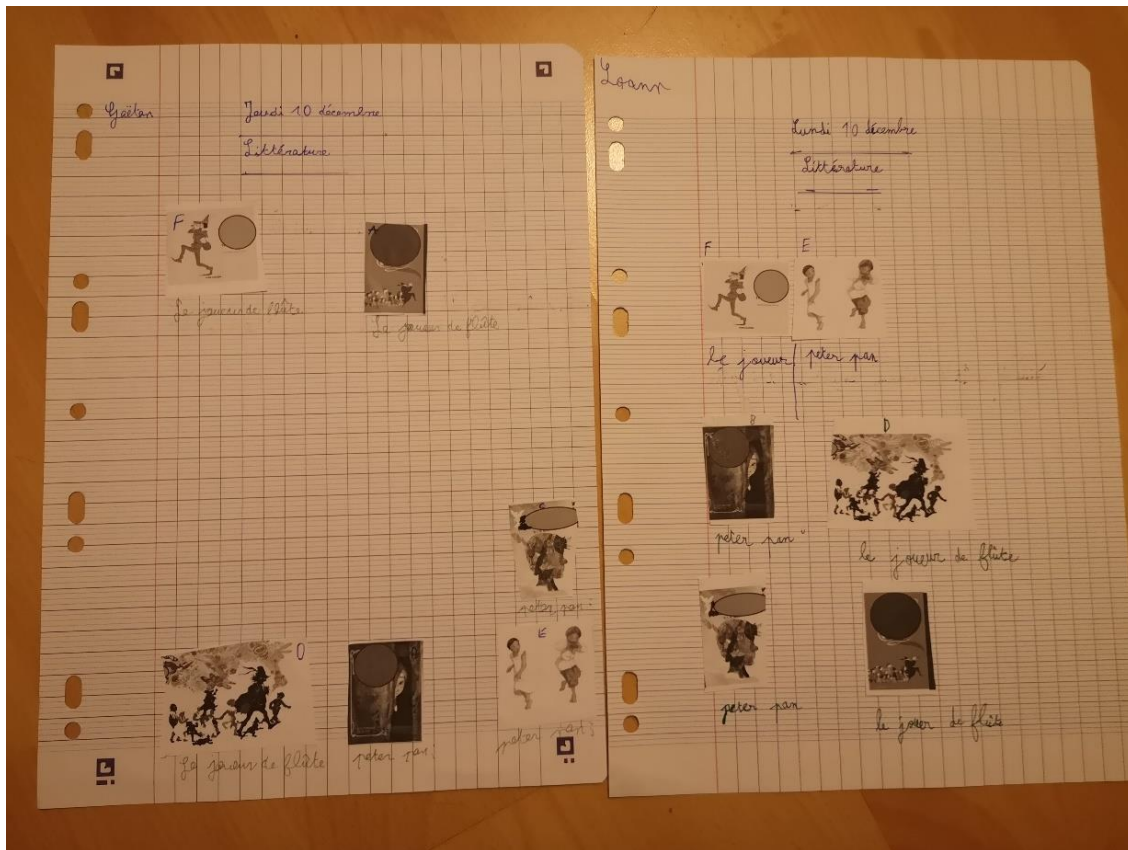 Gaëtan
Jeudi 10 décembre
Littérature
F
A
Le joueur de flûte
Le joueur de flûte
C
peter pan
E
D
Le joueur de flûte
peter pan
peter pan
Loann
Lundi 10 décembre
Littérature
F
E
le joueur
peter pan
B
D
peter pan
le joueur de flûte
peter pan
le jouer de flûte